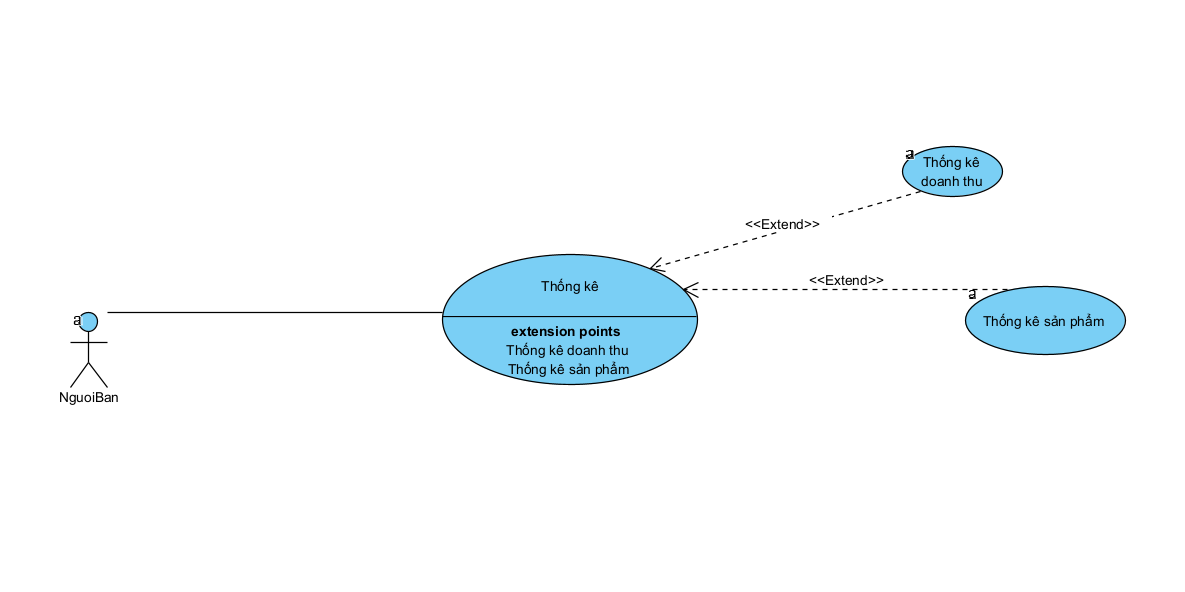 a
Thống kê
doanh thu
<<Extend>>
<<Extend>>
a
Thống kê
Thống kê sản phẩm
extension points
Thống kê doanh thu
Thống kê sản phẩm
a
NguoiBan